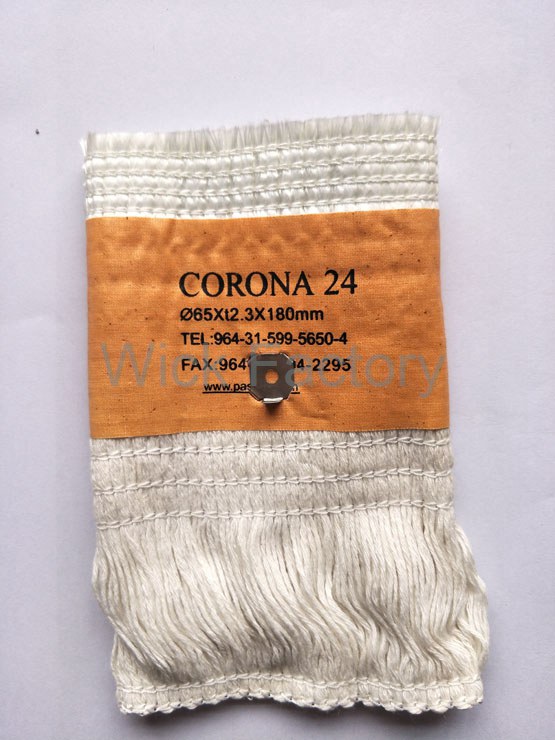 CORONA 24
Ø65Xt2.3X180mm
TEL:964-31-599-5650-4
Wick Factory